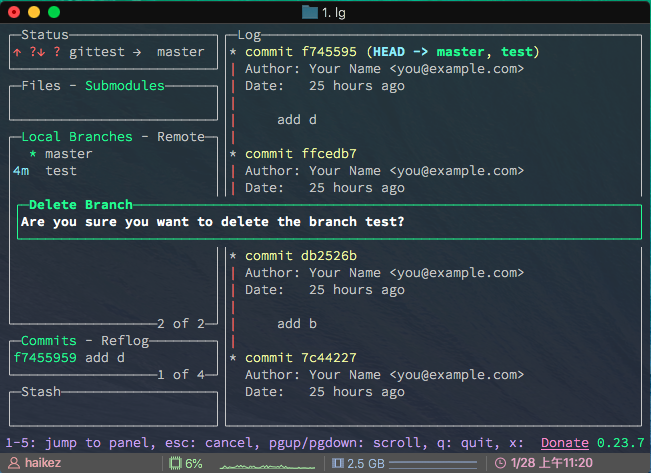 1. lg
Status
↑ ?↓ ? gittest → master
Files - Submodules
Local Branches - Remote
* master
4m test
2 of 2
Commits - Reflog
f7455959 add d
1 of 4
Stash
Log
* commit f745595 (HEAD -> master, test)
| Author: Your Name <you@example.com>
| Date: 25 hours ago
|
| add d
|
* commit ffcedb7
| Author: Your Name <you@example.com>
| Date: 25 hours ago
Delete Branch
Are you sure you want to delete the branch test?
* commit db2526b
| Author: Your Name <you@example.com>
| Date: 25 hours ago
|
| add b
|
* commit 7c44227
Author: Your Name <you@example.com>
Date: 25 hours ago
1-5: jump to panel, esc: cancel, pgup/pgdown: scroll, q: quit, x: Donate 0.23.7
haikez 6% 2.5 GB 1/28 上午11:20